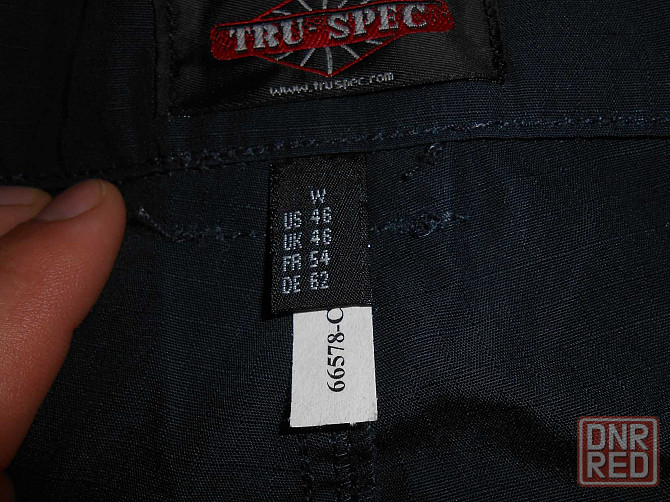 TRU-SPEC
www.truspec.com
W
US 46
UK 46
FR 54
DE 62
66578-C
DNR
RED